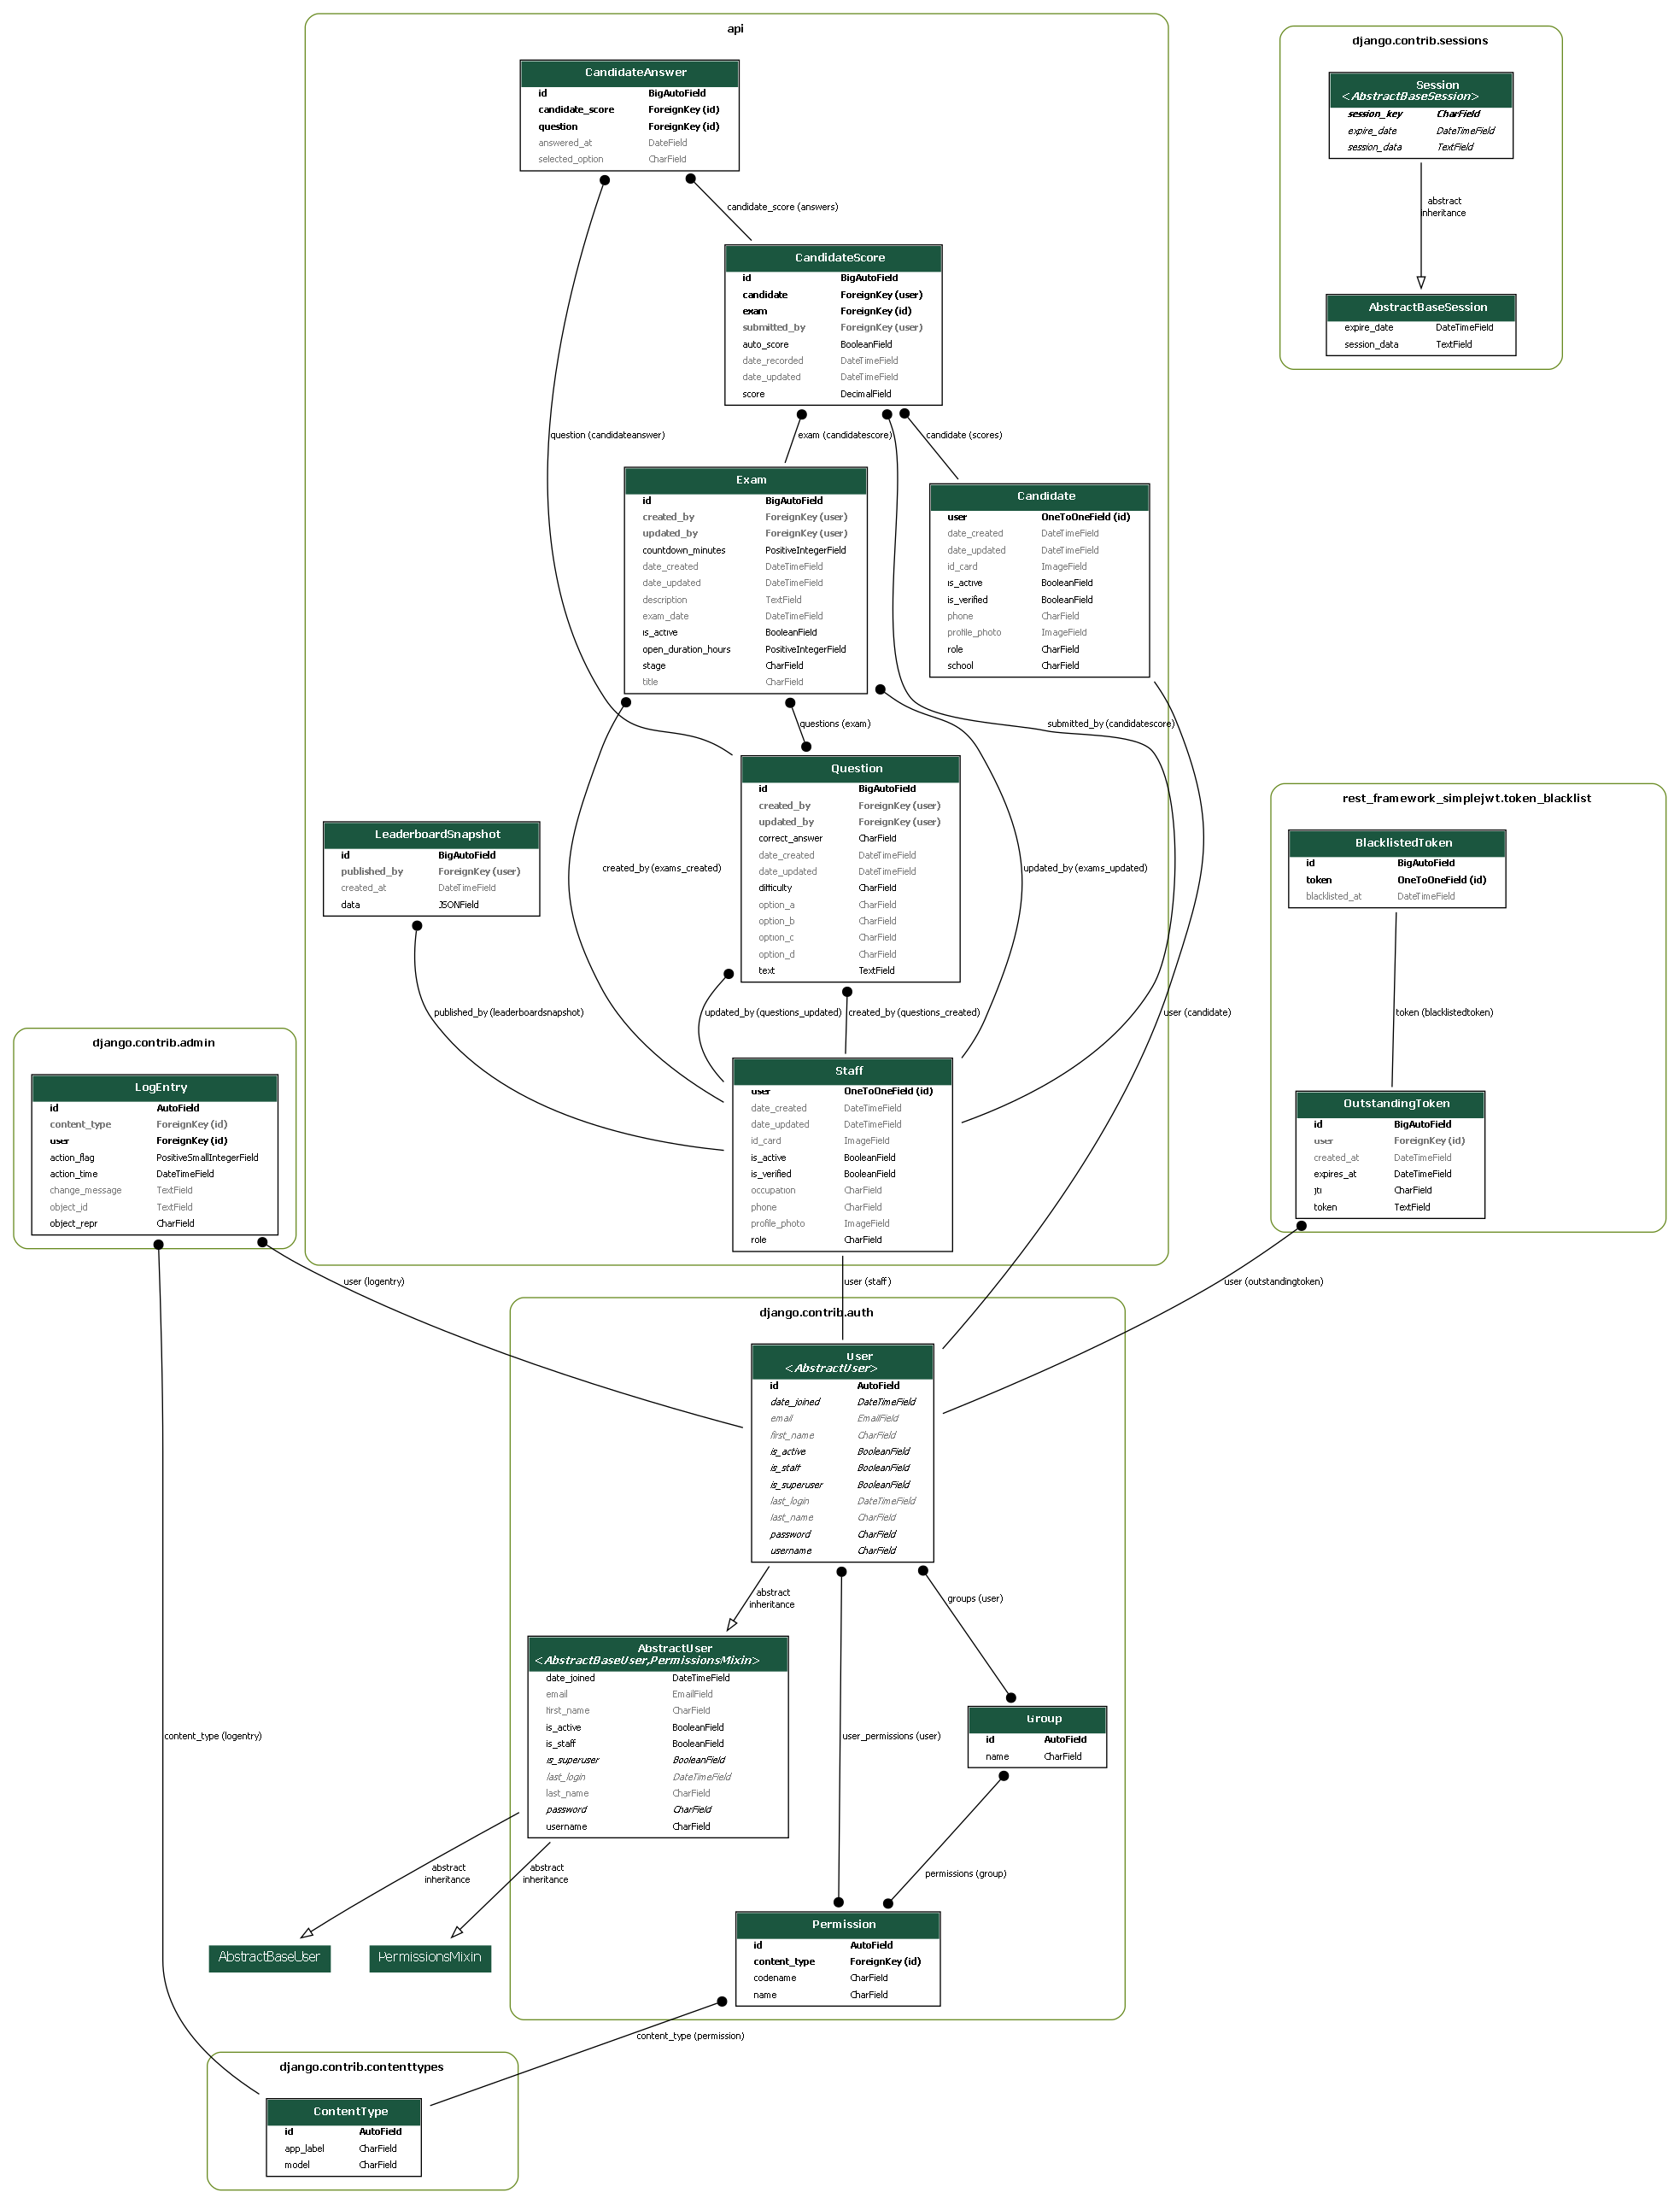 api
CandidateAnswer
id BigAutoField
candidate_score ForeignKey (id)
question ForeignKey (id)
answered_at DateField
selected_option CharField
candidate_score (answers)
CandidateScore
id BigAutoField
candidate ForeignKey (user)
exam ForeignKey (id)
submitted_by ForeignKey (user)
auto_score BooleanField
date_recorded DateTimeField
date_updated DateTimeField
score DecimalField
question (candidateanswer)
exam (candidatescore)
candidate (scores)
Exam
id BigAutoField
created_by ForeignKey (user)
updated_by ForeignKey (user)
countdown_minutes PositiveIntegerField
date_created DateTimeField
date_updated DateTimeField
description TextField
exam_date DateTimeField
is_active BooleanField
open_duration_hours PositiveIntegerField
stage CharField
title CharField
Candidate
user OneToOneField (id)
date_created DateTimeField
date_updated DateTimeField
id_card ImageField
is_active BooleanField
is_verified BooleanField
phone CharField
profile_photo ImageField
role CharField
school CharField
questions (exam)
submitted_by (candidatescore)
Question
id BigAutoField
created_by ForeignKey (user)
updated_by ForeignKey (user)
correct_answer CharField
date_created DateTimeField
date_updated DateTimeField
difficulty CharField
option_a CharField
option_b CharField
option_c CharField
option_d CharField
text TextField
LeaderboardSnapshot
id BigAutoField
published_by ForeignKey (user)
created_at DateTimeField
data JSONField
created_by (exams_created)
updated_by (exams_updated)
published_by (leaderboardsnapshot)
updated_by (questions_updated)
created_by (questions_created)
user (candidate)
Staff
user OneToOneField (id)
date_created DateTimeField
date_updated DateTimeField
id_card ImageField
is_active BooleanField
is_verified BooleanField
occupation CharField
phone CharField
profile_photo ImageField
role CharField
django.contrib.sessions
Session
<AbstractBaseSession>
session_key CharField
expire_date DateTimeField
session_data TextField
abstract
inheritance
AbstractBaseSession
expire_date DateTimeField
session_data TextField
rest_framework_simplejwt.token_blacklist
BlacklistedToken
id BigAutoField
token OneToOneField (id)
blacklisted_at DateTimeField
token (blacklistedtoken)
OutstandingToken
id BigAutoField
user ForeignKey (id)
created_at DateTimeField
expires_at DateTimeField
jti CharField
token TextField
django.contrib.admin
LogEntry
id AutoField
content_type ForeignKey (id)
user ForeignKey (id)
action_flag PositiveSmallIntegerField
action_time DateTimeField
change_message TextField
object_id TextField
object_repr CharField
user (logentry)
user (staff)
user (outstandingtoken)
django.contrib.auth
User
<AbstractUser>
id AutoField
date_joined DateTimeField
email EmailField
first_name CharField
is_active BooleanField
is_staff BooleanField
is_superuser BooleanField
last_login DateTimeField
last_name CharField
password CharField
username CharField
abstract
inheritance
groups (user)
AbstractUser
<AbstractBaseUser,PermissionsMixin>
date_joined DateTimeField
email EmailField
first_name CharField
is_active BooleanField
is_staff BooleanField
is_superuser BooleanField
last_login DateTimeField
last_name CharField
password CharField
username CharField
content_type (logentry)
user_permissions (user)
Group
id AutoField
name CharField
abstract
inheritance
abstract
inheritance
permissions (group)
AbstractBaseUser
PermissionsMixin
Permission
id AutoField
content_type ForeignKey (id)
codename CharField
name CharField
content_type (permission)
django.contrib.contenttypes
ContentType
id AutoField
app_label CharField
model CharField